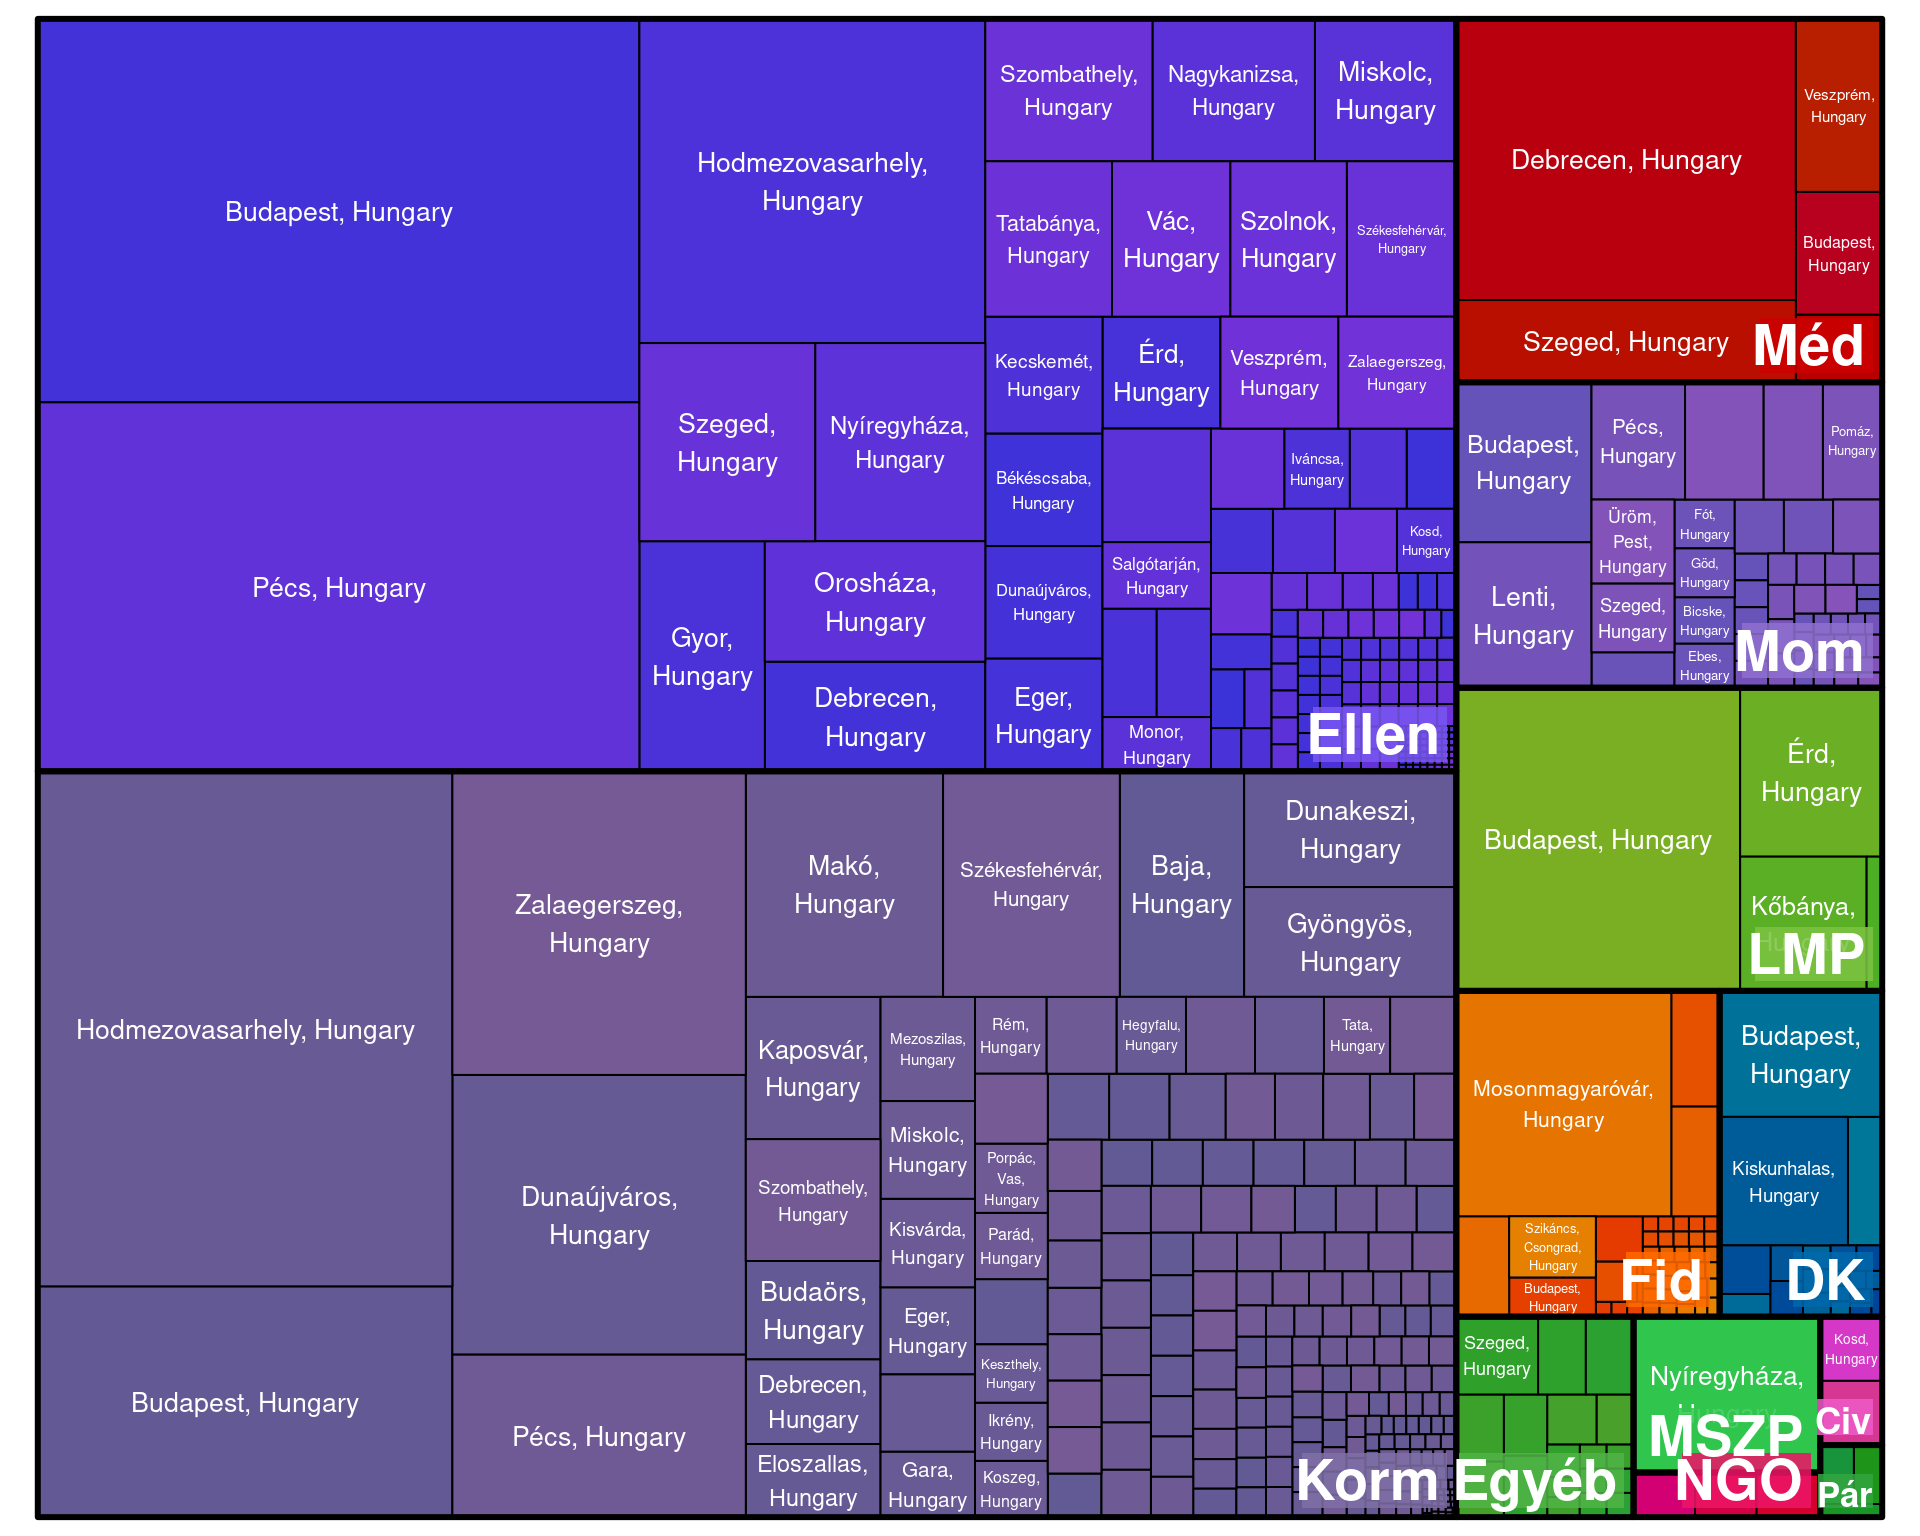 Budapest, Hungary
Pécs, Hungary
Hodmezovasarhely,
Hungary
Szeged,
Hungary
Nyíregyháza,
Hungary
Gyor,
Hungary
Orosháza,
Hungary
Debrecen,
Hungary
Szombathely,
Hungary
Nagykanizsa,
Hungary
Miskolc,
Hungary
Tatabánya,
Hungary
Vác,
Hungary
Szolnok,
Hungary
Székesfehérvár,
Hungary
Kecskemét,
Hungary
Érd,
Hungary
Veszprém,
Hungary
Zalaegerszeg,
Hungary
Békéscsaba,
Hungary
Dunaújváros,
Hungary
Eger,
Hungary
Iváncsa,
Hungary
Kosd,
Hungary
Salgótarján,
Hungary
Monor,
Hungary
Ellen
Hodmezovasarhely, Hungary
Budapest, Hungary
Zalaegerszeg,
Hungary
Dunaújváros,
Hungary
Pécs, Hungary
Makó,
Hungary
Székesfehérvár,
Hungary
Baja,
Hungary
Dunakeszi,
Hungary
Gyöngyös,
Hungary
Kaposvár,
Hungary
Szombathely,
Hungary
Budaörs,
Hungary
Debrecen,
Hungary
Eloszallas,
Hungary
Mezoszilas,
Hungary
Miskolc,
Hungary
Kisvárda,
Hungary
Eger,
Hungary
Gara,
Hungary
Rém,
Hungary
Hegyfalu,
Hungary
Tata,
Hungary
Porpác,
Vas,
Hungary
Parád,
Hungary
Keszthely,
Hungary
Ikrény,
Hungary
Koszeg,
Hungary
Korm
Debrecen, Hungary
Veszprém,
Hungary
Budapest,
Hungary
Szeged, Hungary
Méd
Budapest,
Hungary
Lenti,
Hungary
Pécs,
Hungary
Pomáz,
Hungary
Üröm,
Pest,
Hungary
Szeged,
Hungary
Fót,
Hungary
Göd,
Hungary
Bicske,
Hungary
Ebes,
Hungary
Mom
Budapest, Hungary
Érd,
Hungary
Kőbánya,
Hungary
LMP
Mosonmagyaróvár,
Hungary
Szikáncs,
Csongrad,
Hungary
Budapest,
Hungary
Fid
Budapest,
Hungary
Kiskunhalas,
Hungary
DK
Szeged,
Hungary
Egyéb
Nyíregyháza,
Hungary
MSZP
NGO
Kosd,
Hungary
Civ
Pár